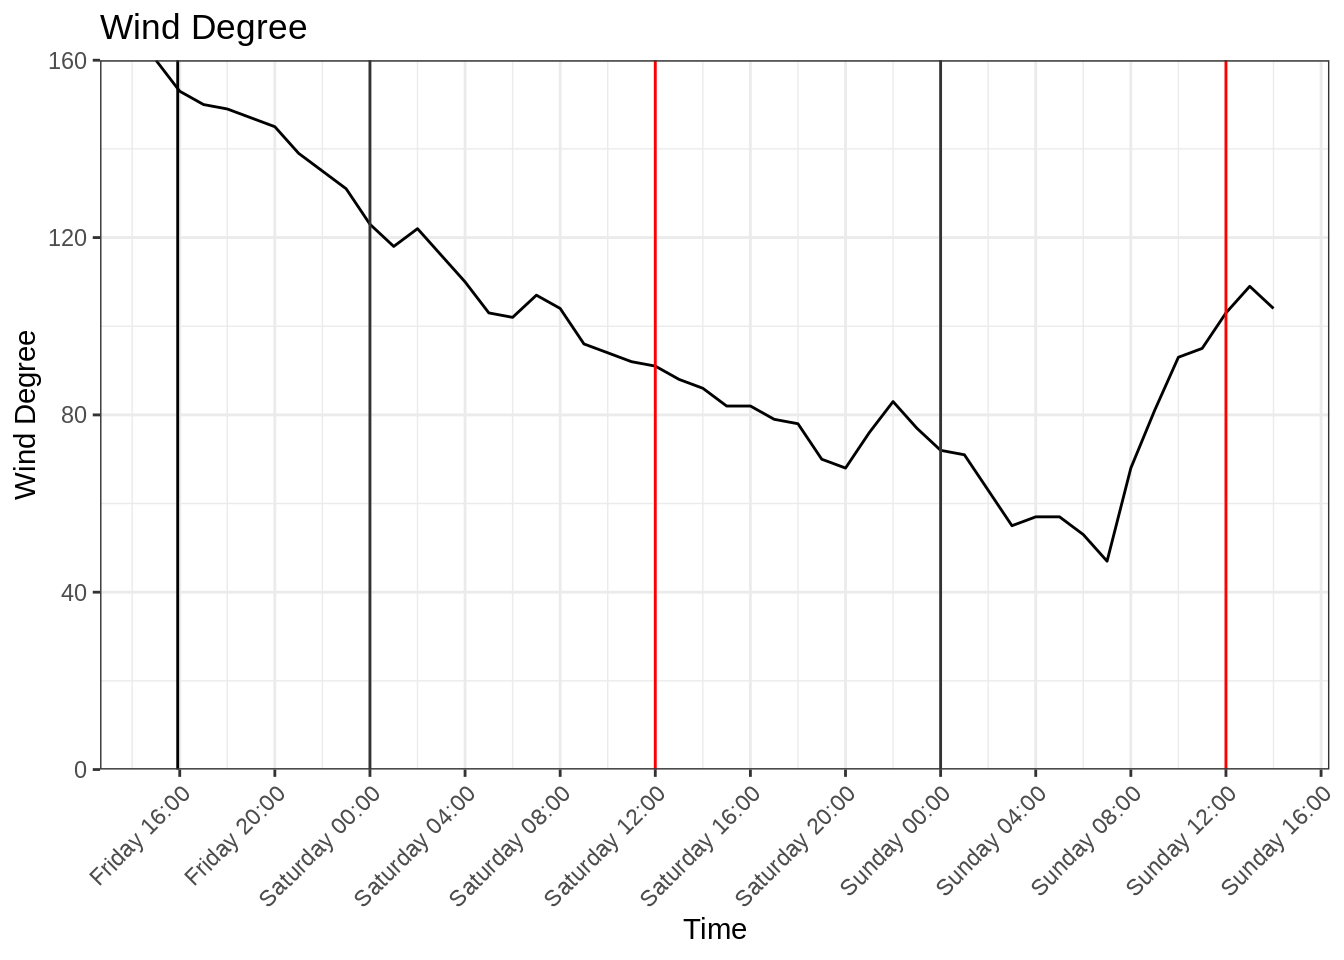 Wind Degree
160
120
80
40
0
Wind Degree
Friday 16:00
Friday 20:00
Saturday 00:00
Saturday 04:00
Saturday 08:00
Saturday 12:00
Saturday 16:00
Saturday 20:00
Sunday 00:00
Sunday 04:00
Sunday 08:00
Sunday 12:00
Sunday 16:00
Time